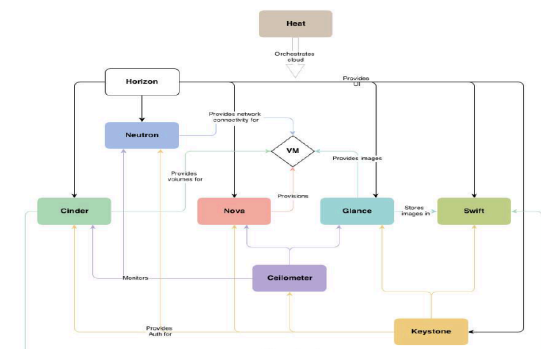 Heat
Orchestrates
cloud
Provides
UI
Horizon
Provides network
connectivity for
Neutron
VM
Provides images
Provides
volumes for
Provisions
Cinder
Nova
Glance
Stores
images in
Swift
Monitors
Ceilometer
Provides
Auth for
Keystone